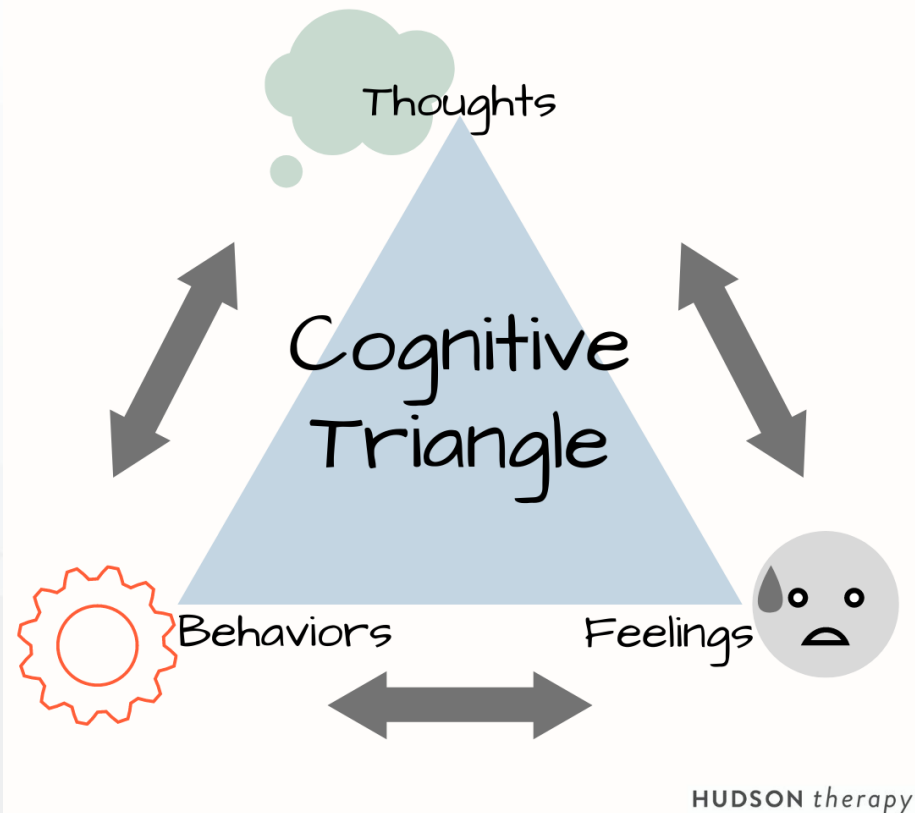 Thoughts
Cognitive
Triangle
Behaviors
Feelings
HUDSON therapy